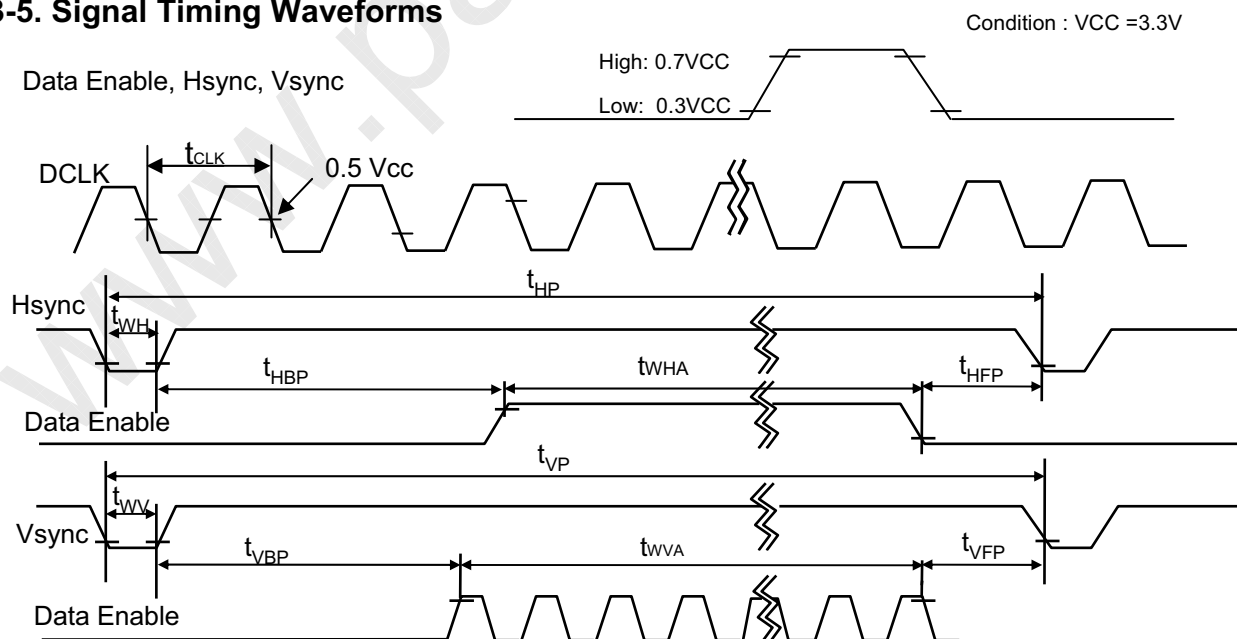 3-5. Signal Timing Waveforms
Condition : VCC =3.3V
Data Enable, Hsync, Vsync
High: 0.7VCC
Low: 0.3VCC
DCLK
tCLK
0.5 Vcc
tHP
Hsync
tWH
tHBP
tWHA
tHFP
Data Enable
tVP
tWV
Vsync
tVBP
tWVA
tVFP
Data Enable